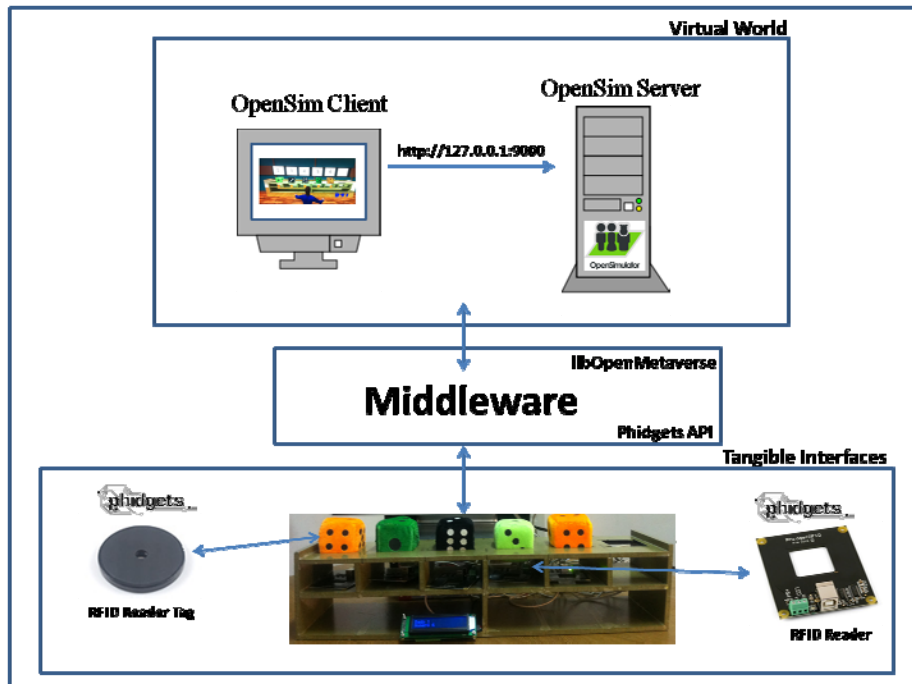 Virtual World
OpenSim Client
OpenSim Server
http://127.0.0.1:9000
OpenSimulator
libOpenMetaverse
Middleware
Phidgets API
Tangible Interfaces
phidgets
phidgets
RFID Reader Tag
RFID Reader